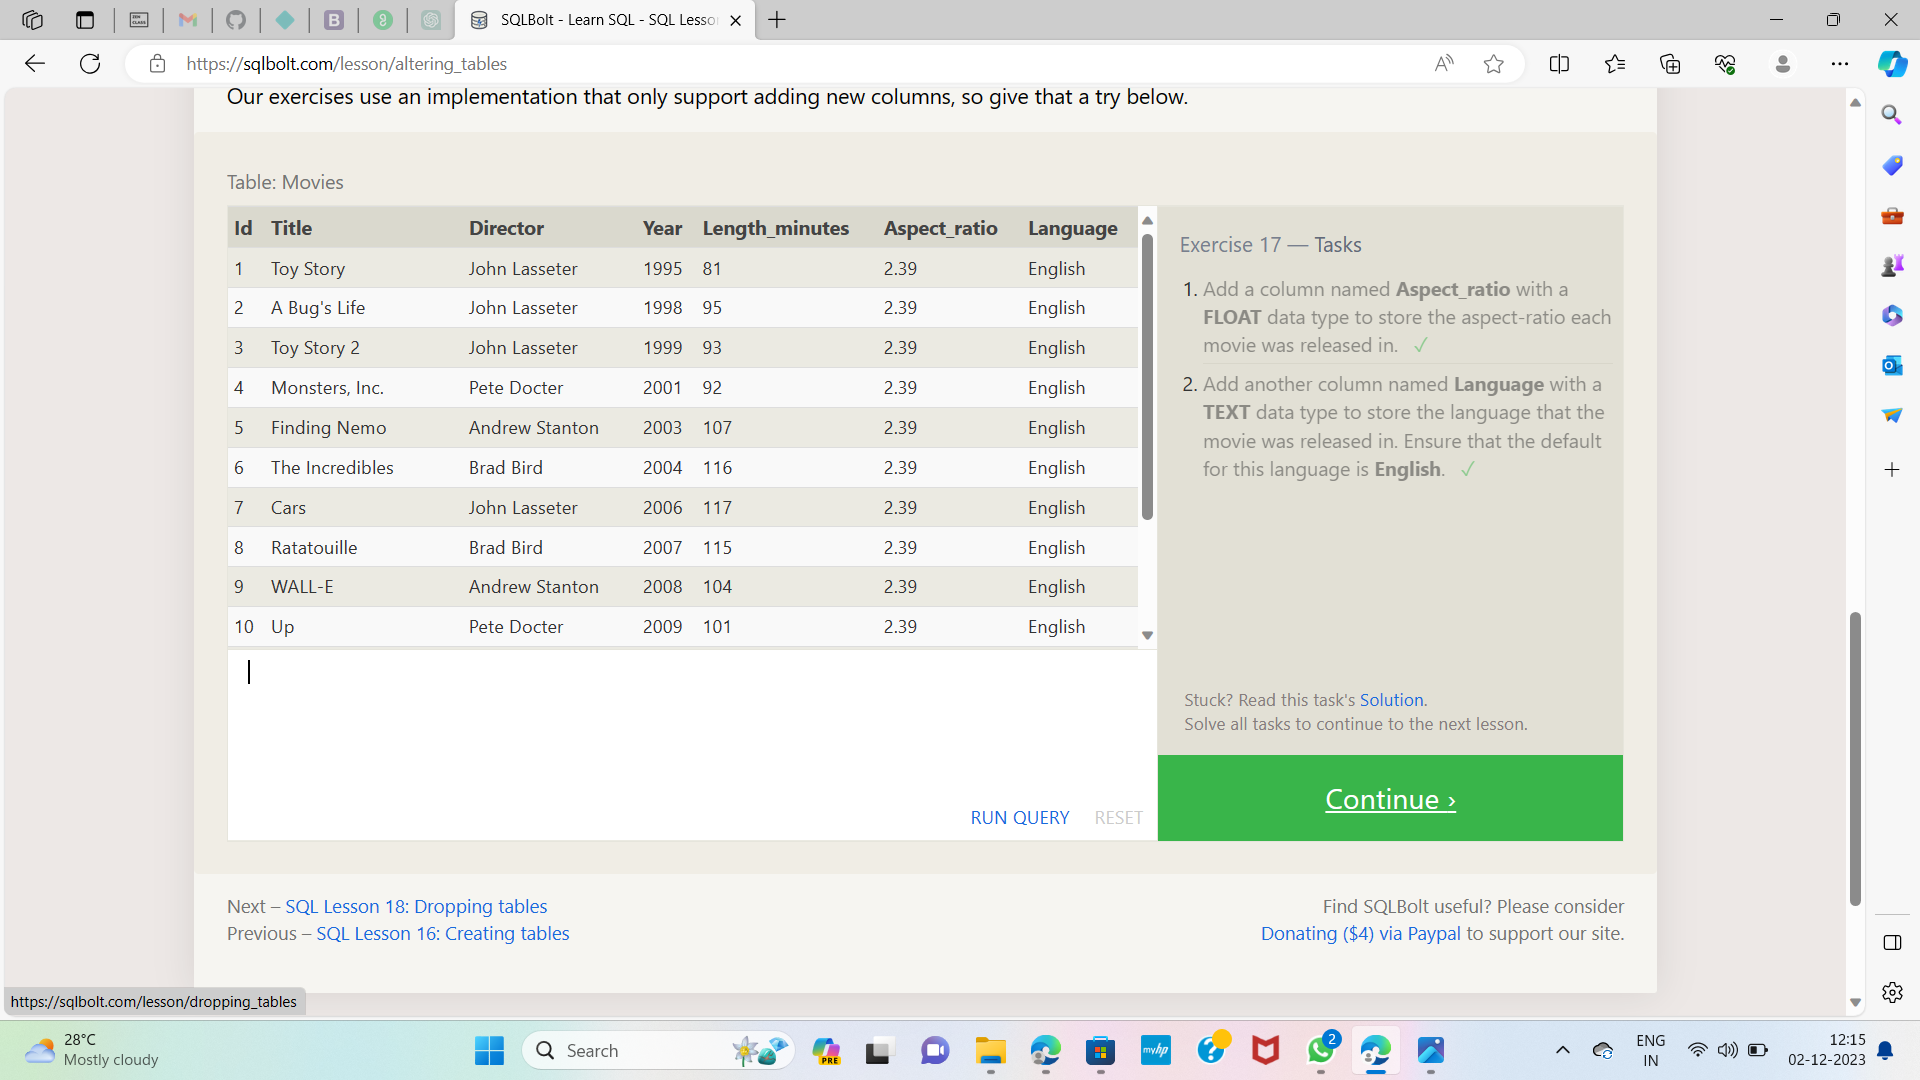 SQLBolt - Learn SQL - SQL Lesso
https://sqlbolt.com/lesson/altering_tables
Our exercises use an implementation that only support adding new columns, so give that a try below.
Table: Movies
Id Title Director Year Length_minutes Aspect_ratio Language
1 Toy Story John Lasseter 1995 81 2.39 English
2 A Bug's Life John Lasseter 1998 95 2.39 English
3 Toy Story 2 John Lasseter 1999 93 2.39 English
4 Monsters, Inc. Pete Docter 2001 92 2.39 English
5 Finding Nemo Andrew Stanton 2003 107 2.39 English
6 The Incredibles Brad Bird 2004 116 2.39 English
7 Cars John Lasseter 2006 117 2.39 English
8 Ratatouille Brad Bird 2007 115 2.39 English
9 WALL-E Andrew Stanton 2008 104 2.39 English
10 Up Pete Docter 2009 101 2.39 English
RUN QUERY RESET
Exercise 17 — Tasks
1. Add a column named Aspect_ratio with a
FLOAT data type to store the aspect-ratio each
movie was released in. ✓
2. Add another column named Language with a
TEXT data type to store the language that the
movie was released in. Ensure that the default
for this language is English. ✓
Stuck? Read this task's Solution.
Solve all tasks to continue to the next lesson.
Continue ›
Next – SQL Lesson 18: Dropping tables
Previous – SQL Lesson 16: Creating tables
Find SQLBolt useful? Please consider
Donating ($4) via Paypal to support our site.
https://sqlbolt.com/lesson/dropping_tables
28°C
Mostly cloudy
Search
PRE
myhp
2
ENG
IN
12:15
02-12-2023